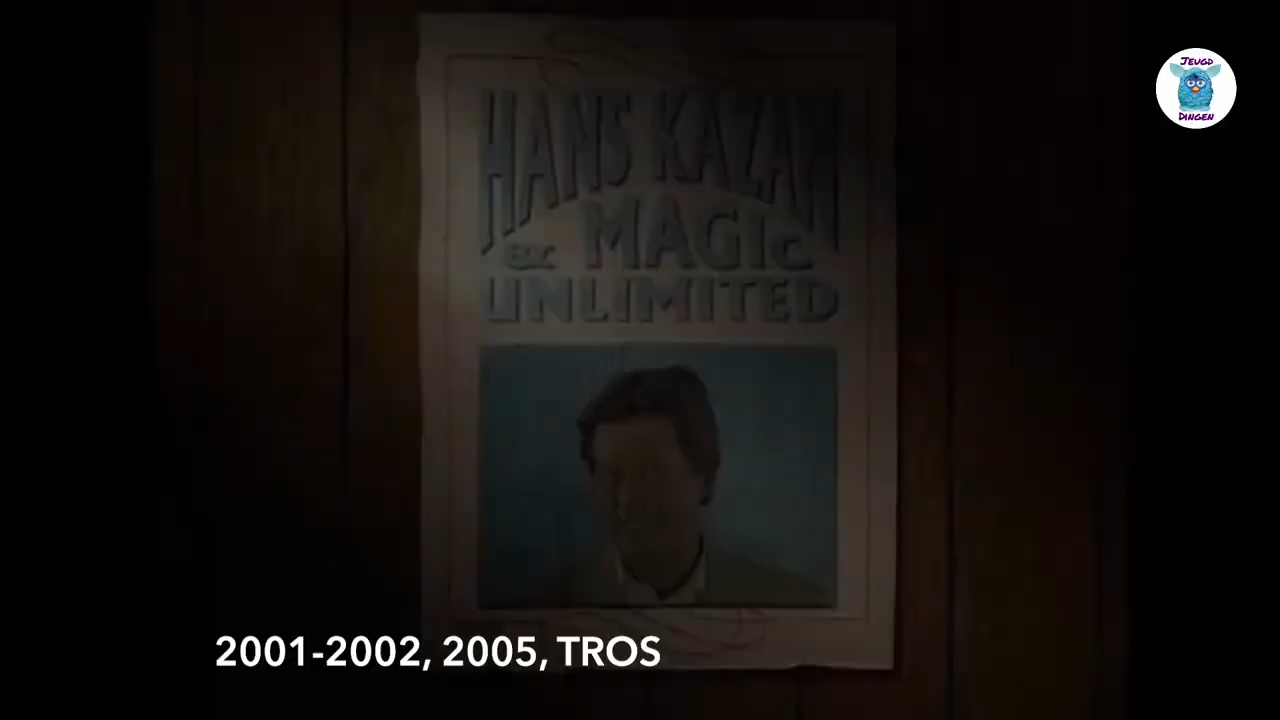 JEUGD
DINGEN
HANS KAZAN
& MAGIC
UNLIMITED
2001-2002, 2005, TROS